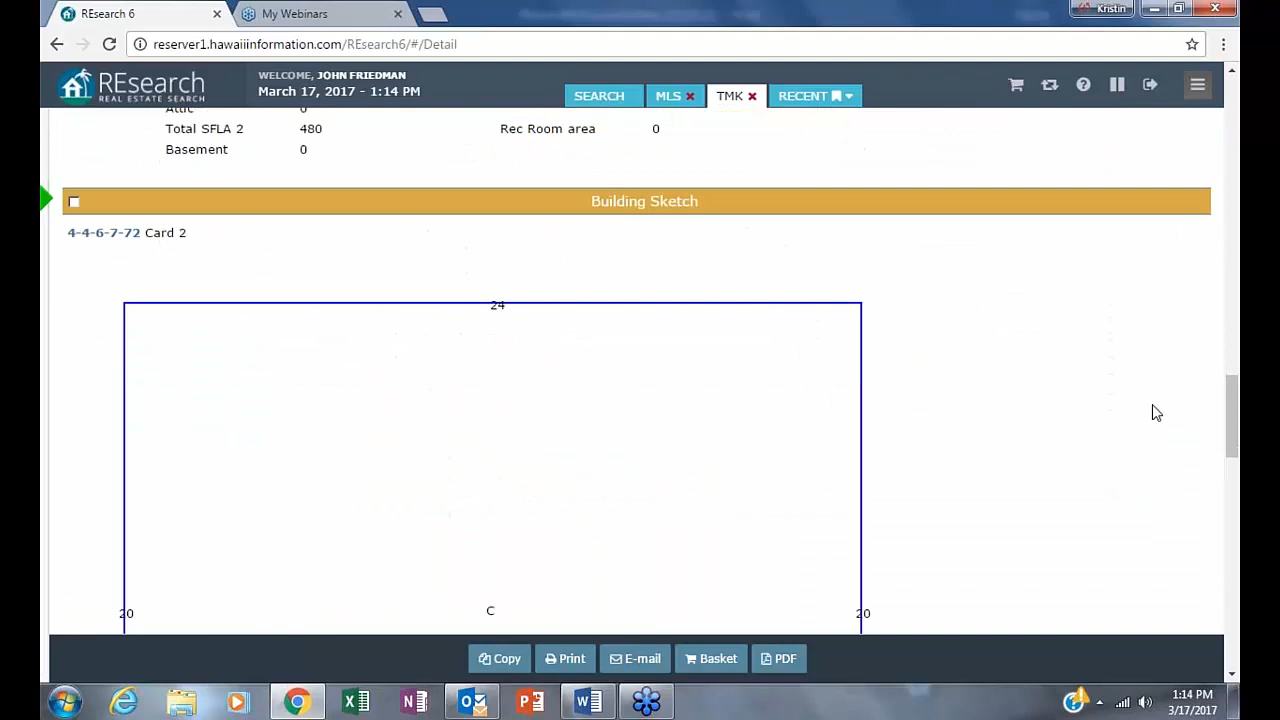 REsearch 6
My Webinars
Kristin
reserver1.hawaiiinformation.com/REsearch6/#/Detail
REsearch
REAL ESTATE SEARCH
WELCOME, JOHN FRIEDMAN
March 17, 2017 - 1:14 PM
SEARCH
MLS
TMK
RECENT
Attic 0
Total SFLA 2 480 Rec Room area 0
Basement 0
Building Sketch
4-4-6-7-72 Card 2
24
C
20 20
Copy
Print
E-mail
Basket
PDF
1:14 PM
3/17/2017